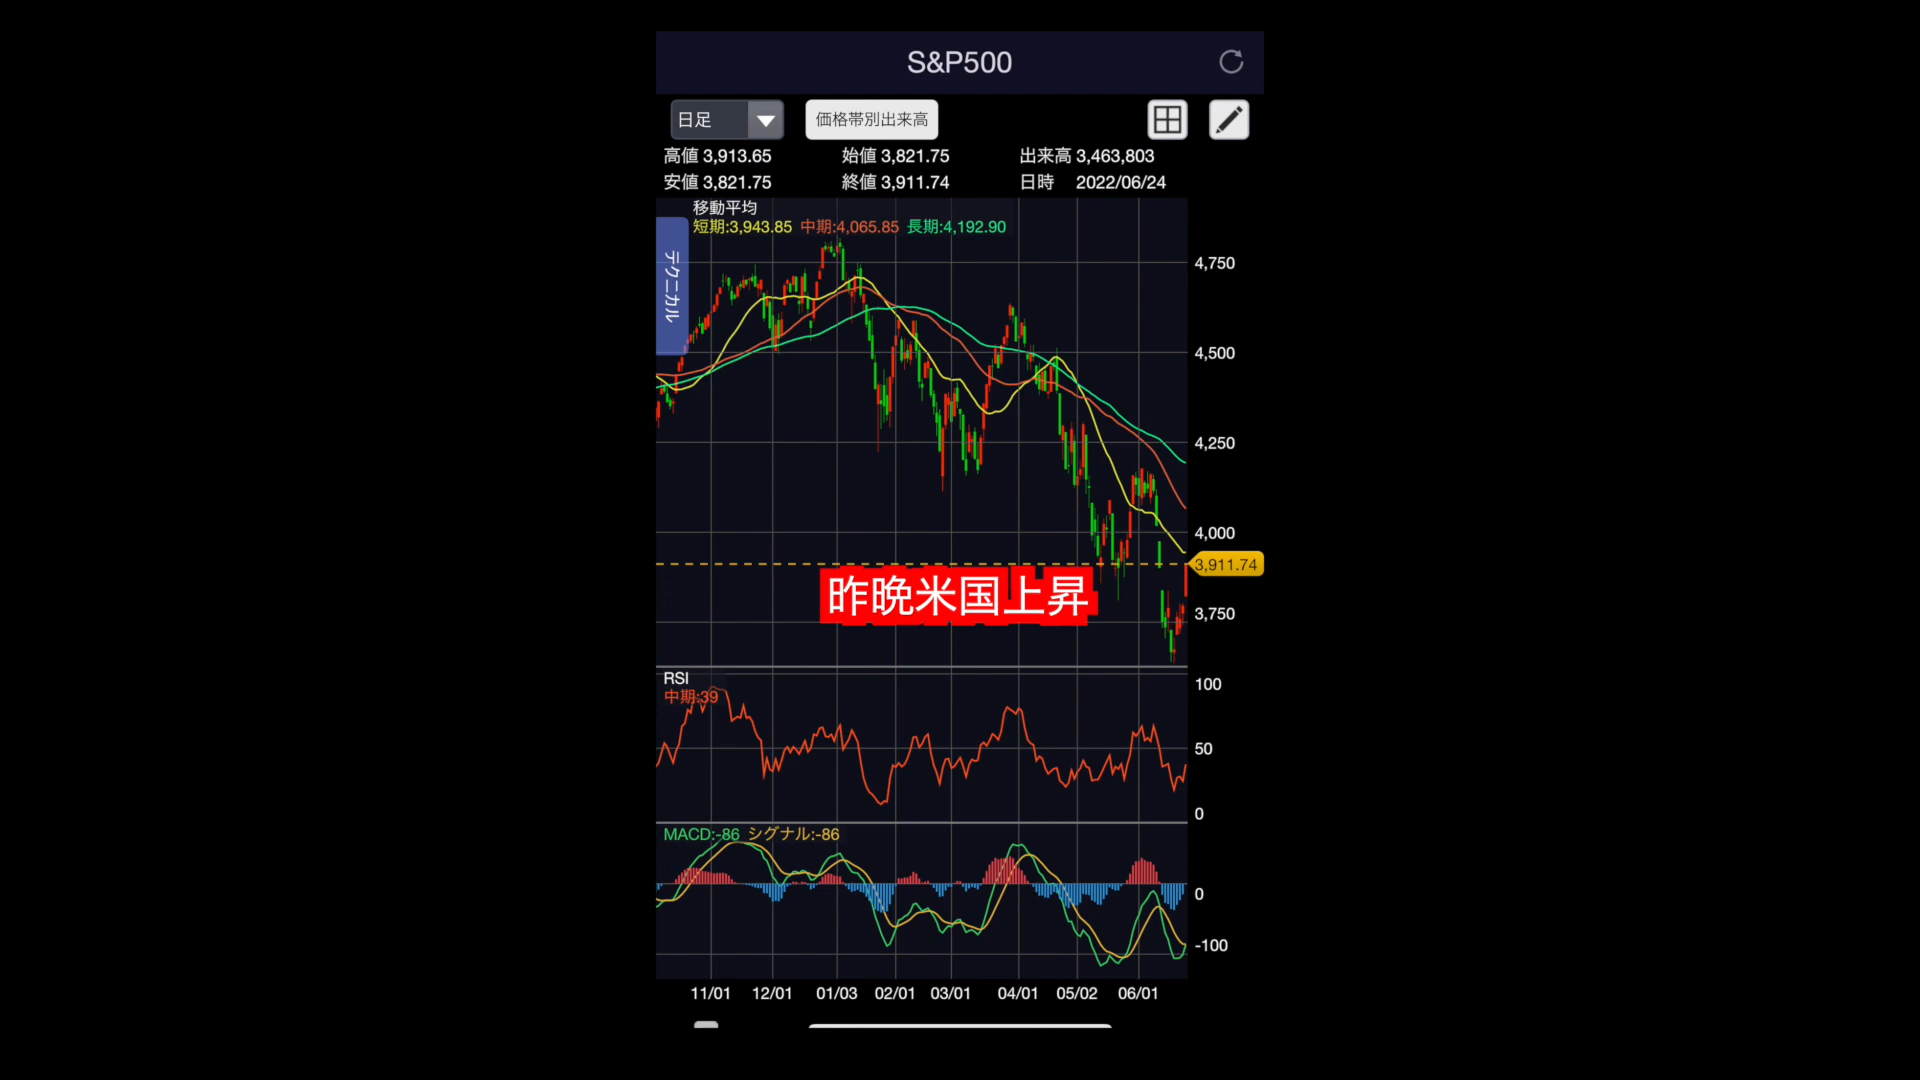 S&P500
日足
価格帯別出来高
高値 3,913.65 始値 3,821.75 出来高 3,463,803
安値 3,821.75 終値 3,911.74 日時 2022/06/24
移動平均
短期:3,943.85 中期:4,065.85 長期:4,192.90
テクニカル
4,750
4,500
4,250
4,000
3,911.74
昨晩米国上昇
3,750
RSI
中期:39
100
50
0
MACD:-86 シグナル:-86
0
-100
11/01 12/01 01/03 02/01 03/01 04/01 05/02 06/01